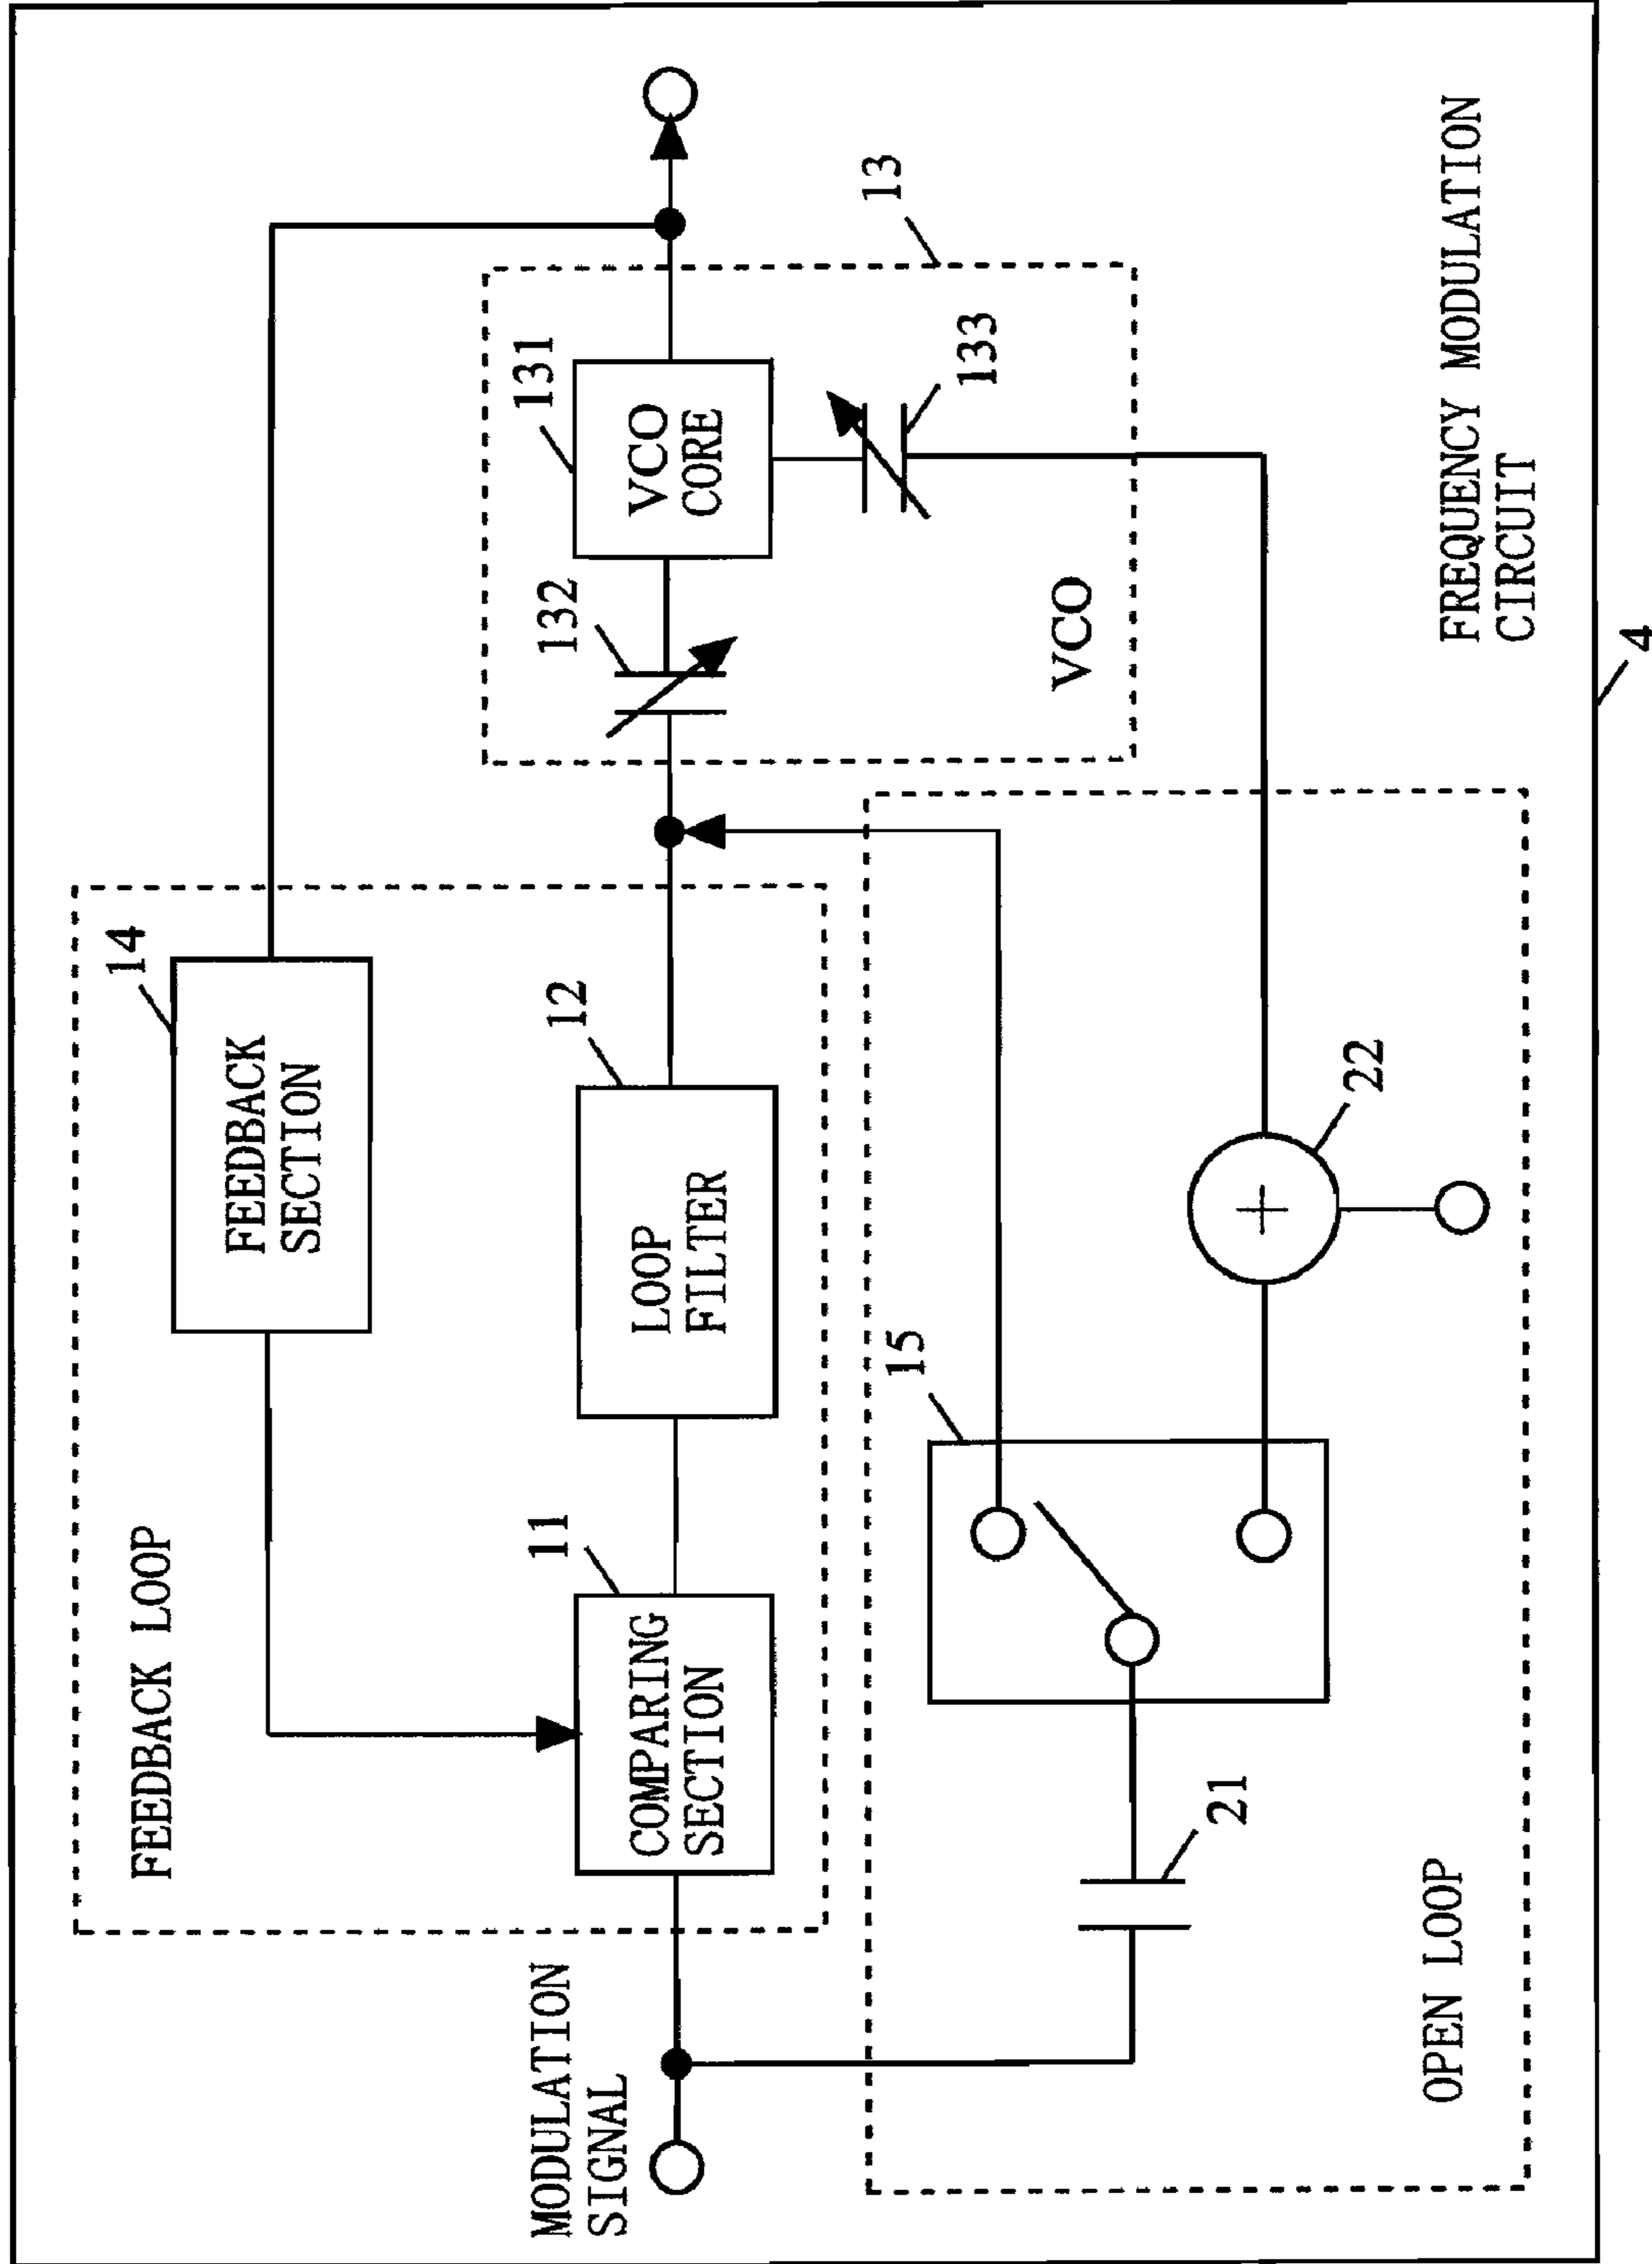 FEEDBACK LOOP
14
FEEDBACK
SECTION
MODULATION
SIGNAL
11
COMPARING
SECTION
12
LOOP
FILTER
132
131
VCO
CORE
133
13
VCO
15
21
22
OPEN LOOP
FREQUENCY MODULATION
CIRCUIT
4